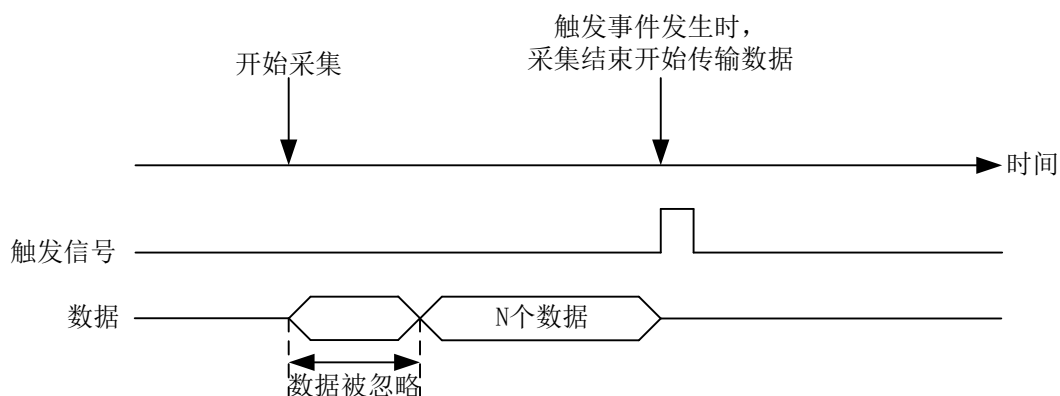 触发事件发生时，
采集结束开始传输数据
开始采集
时间
触发信号
数据
N个数据
数据被忽略